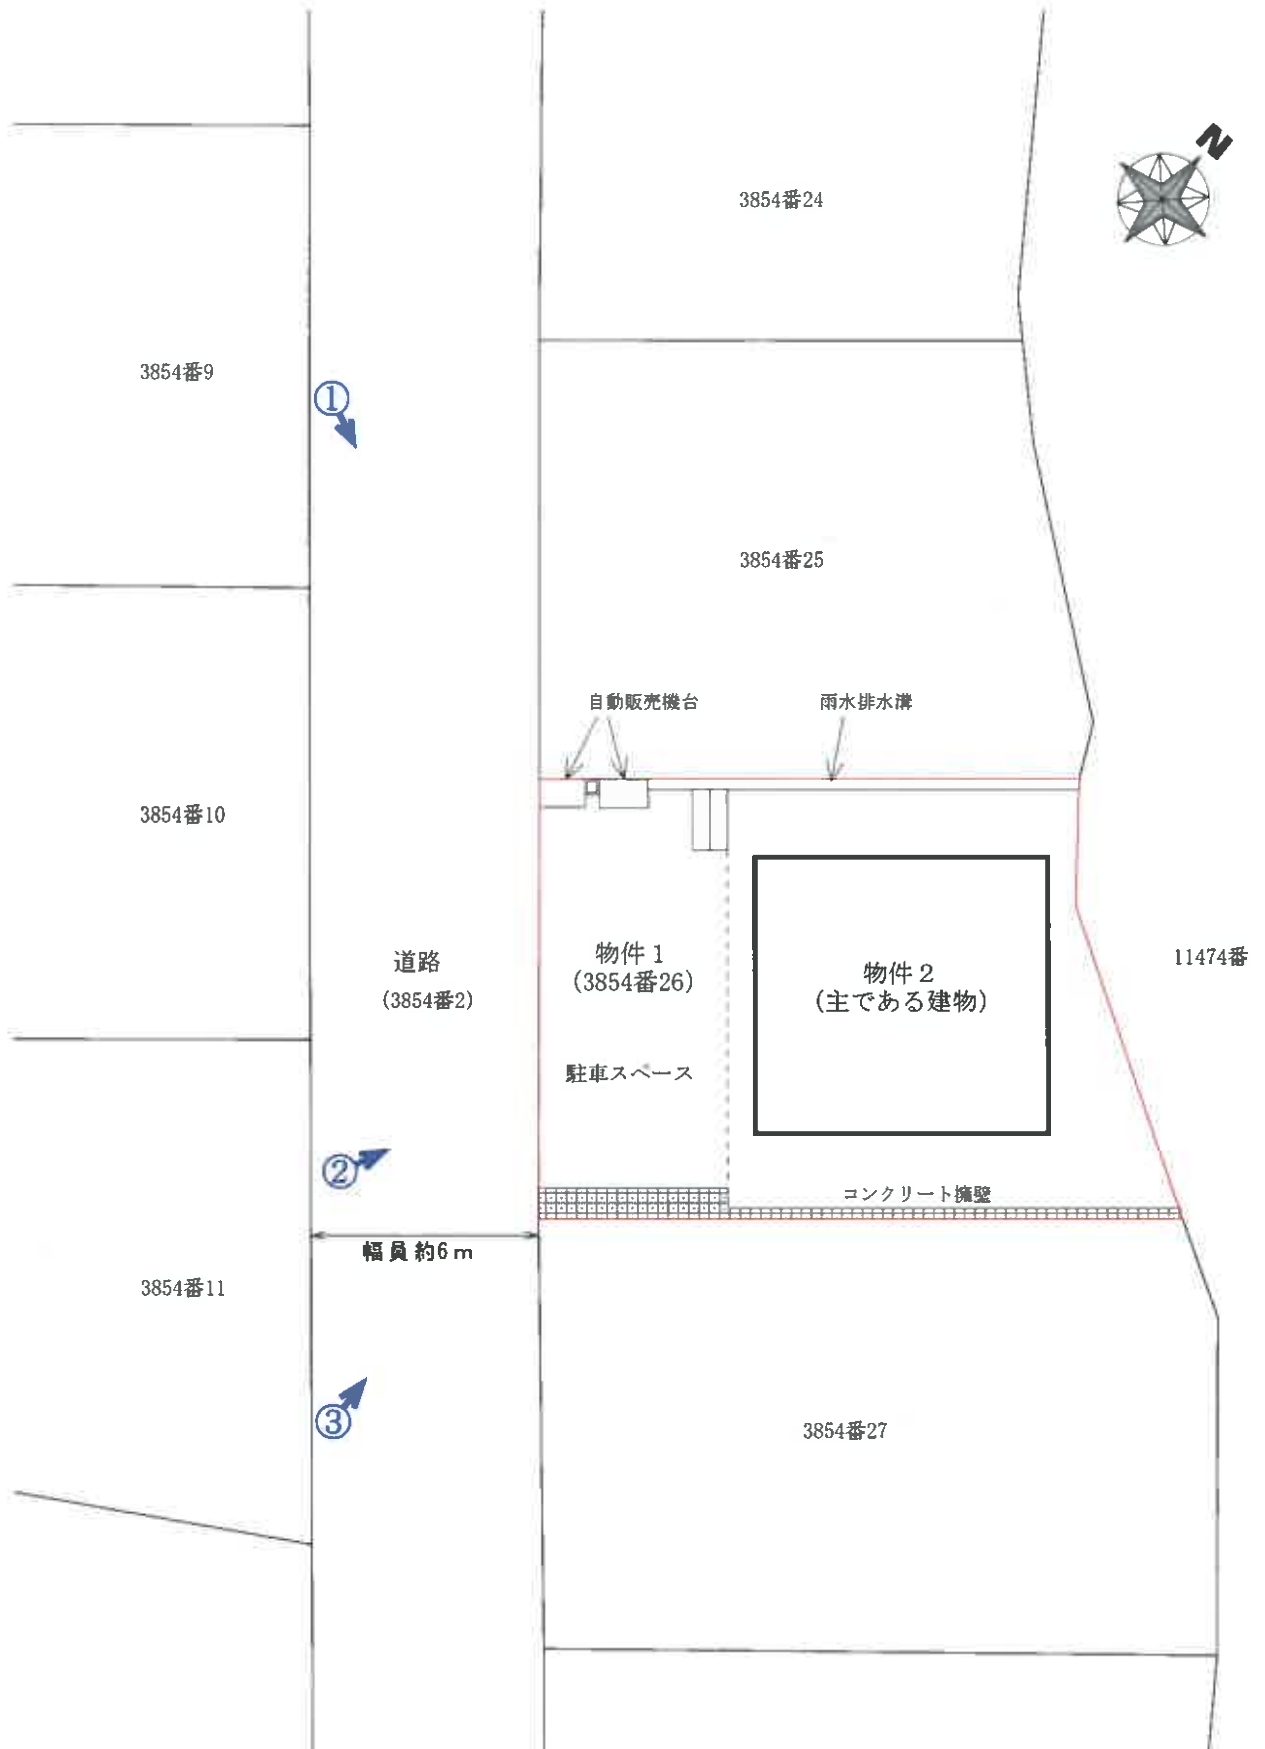 N
3854番24
3854番9
①
3854番25
自動販売機台
雨水排水溝
3854番10
道路
(3854番2)
物件1
(3854番26)
駐車スペース
物件2
(主である建物)
11474番
②
コンクリート擁壁
幅員約6m
3854番11
③
3854番27